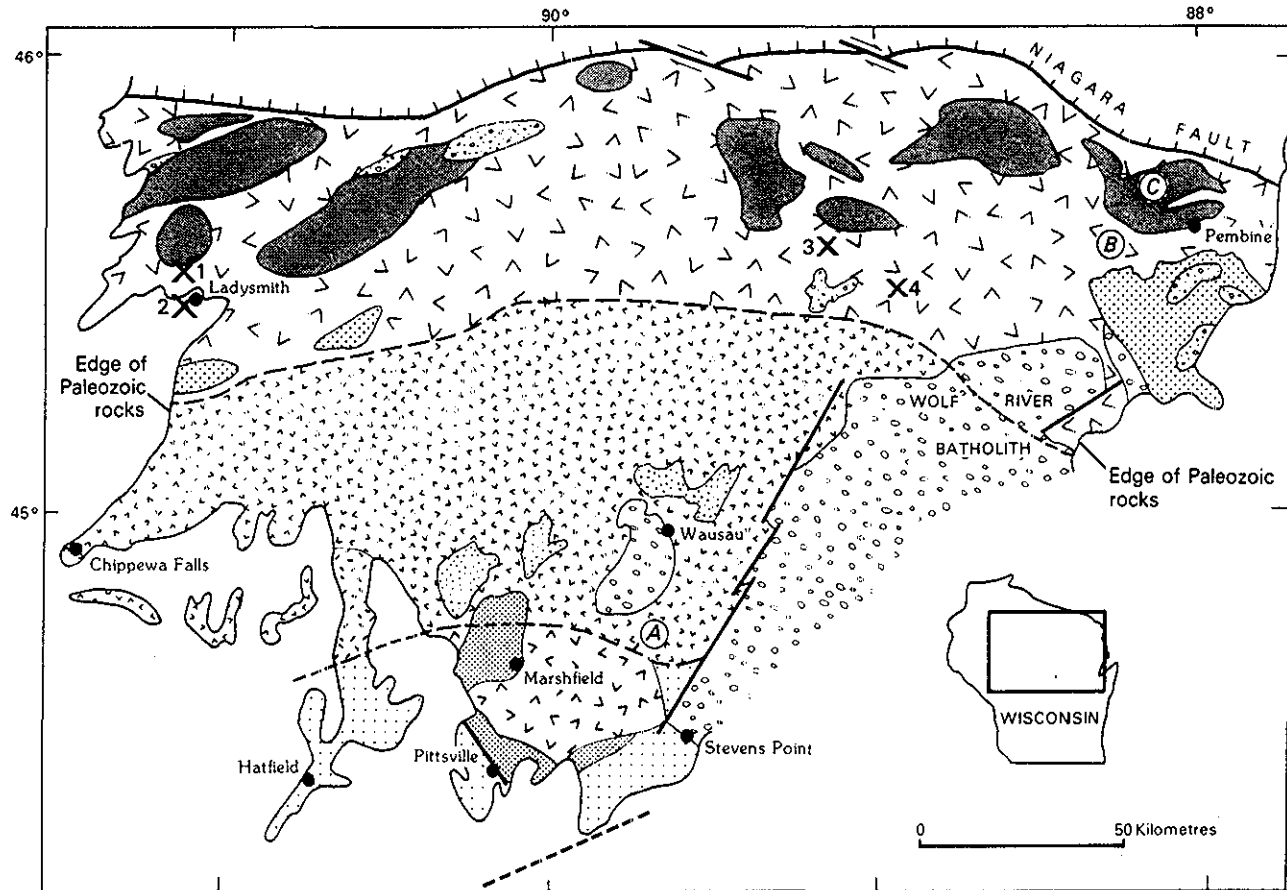 90°
88°
46°
NIAGARA
FAULT
C
Pembine
B
1
Ladysmith
2
3
4
Edge of
Paleozoic
rocks
WOLF
RIVER
BATHOLITH
Edge of Paleozoic
rocks
45°
Wausau
Chippewa Falls
A
Marshfield
Stevens Point
Pittsville
Hatfield
WISCONSIN
0 50 Kilometres